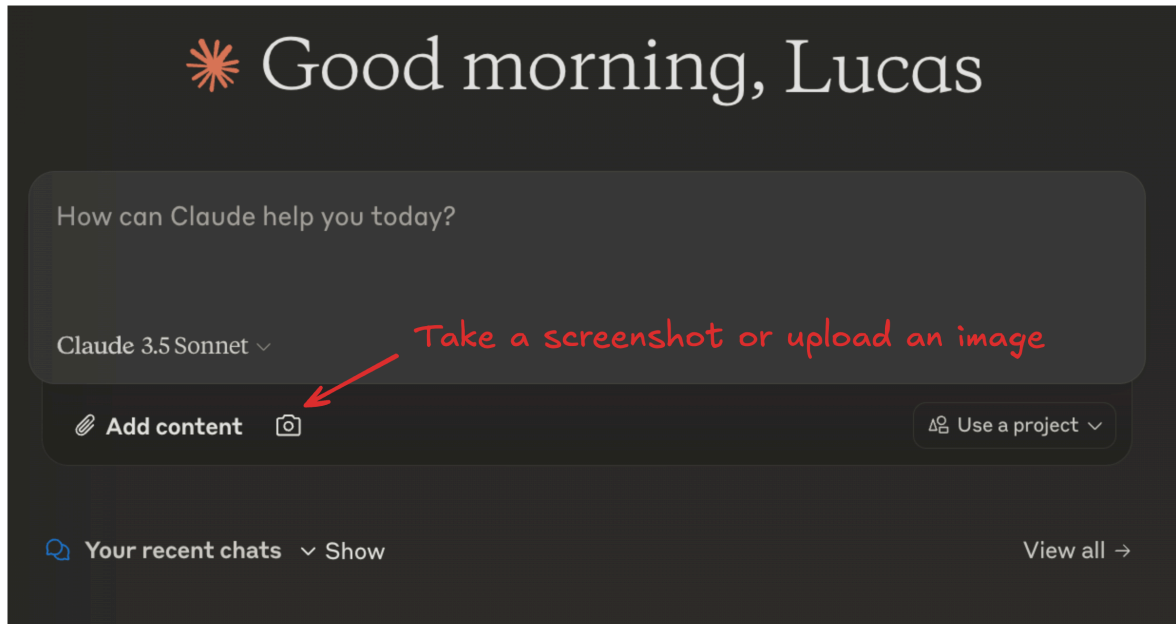 Good morning, Lucas
How can Claude help you today?
Take a screenshot or upload an image
Claude 3.5 Sonnet
Add content
Use a project
Your recent chats Show
View all